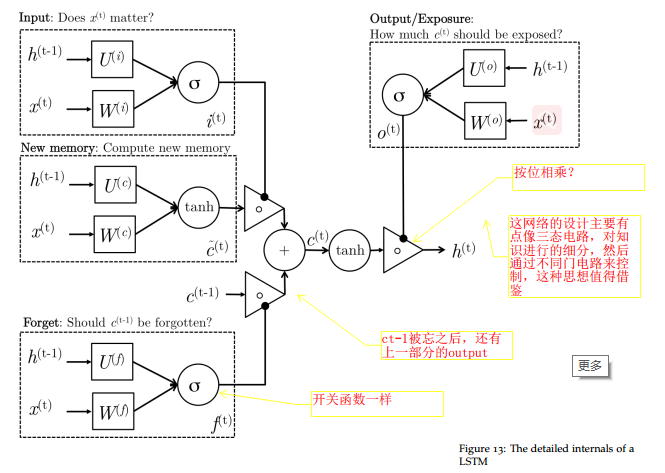 Input: Does x(t) matter?
h(t-1)
U(i)
σ
x(t)
W(i)
i(t)
New memory: Compute new memory
h(t-1)
U(c)
tanh
x(t)
W(c)
c̃(t)
Forget: Should c(t-1) be forgotten?
h(t-1)
U(f)
σ
x(t)
W(f)
f(t)
c(t-1)
+
c(t)
tanh
h(t)
Output/Exposure:
How much c(t) should be exposed?
U(o)
h(t-1)
σ
W(o)
x(t)
o(t)
按位相乘?
这网络的设计主要有
点像三态电路,对知
识进行的细分,然后
通过不同门电路来控
制,这种思想值得借
鉴
ct-1被忘之后,还有
上一部分的output
开关函数一样
更多
Figure 13: The detailed internals of a
LSTM